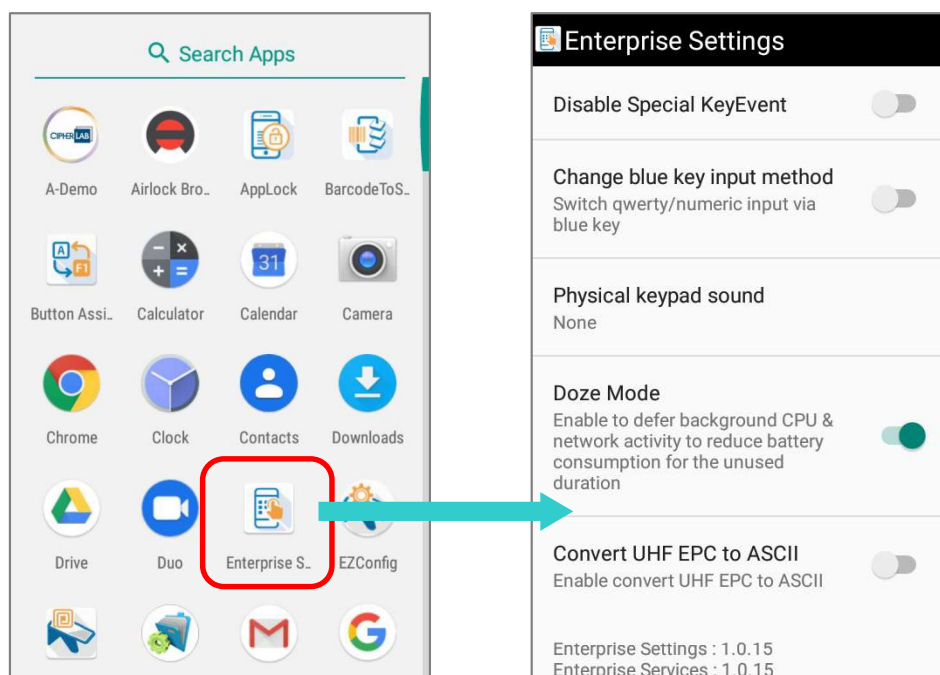 Search Apps
CIPHERLAB
A-Demo
Airlock Bro..
AppLock
BarcodeToS..
A
F1
31
Button Assi..
Calculator
Calendar
Camera
Chrome
Clock
Contacts
Downloads
Drive
Duo
Enterprise S..
EZConfig
Enterprise Settings
Disable Special KeyEvent
Change blue key input method
Switch qwerty/numeric input via
blue key
Physical keypad sound
None
Doze Mode
Enable to defer background CPU &
network activity to reduce battery
consumption for the unused
duration
Convert UHF EPC to ASCII
Enable convert UHF EPC to ASCII
Enterprise Settings : 1.0.15
Enterprise Services : 1.0.15